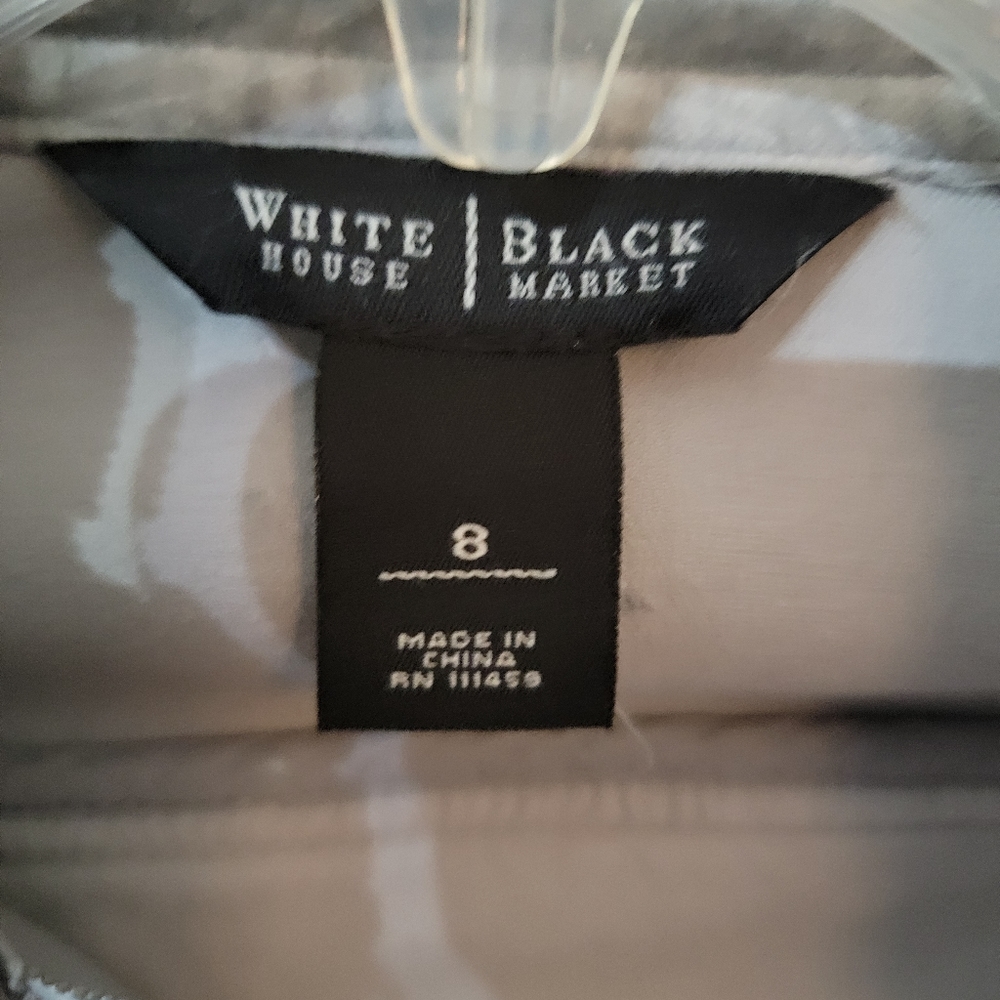 WHITE | BLACK
HOUSE | MARKET
8
MADE IN
CHINA
RN 111459